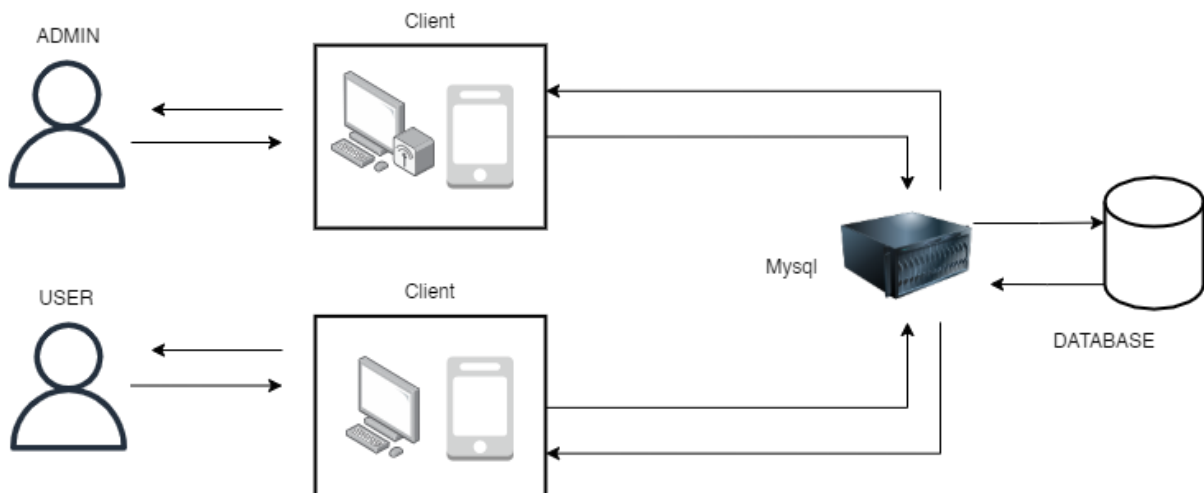 Client
ADMIN
Mysql
Client
USER
DATABASE